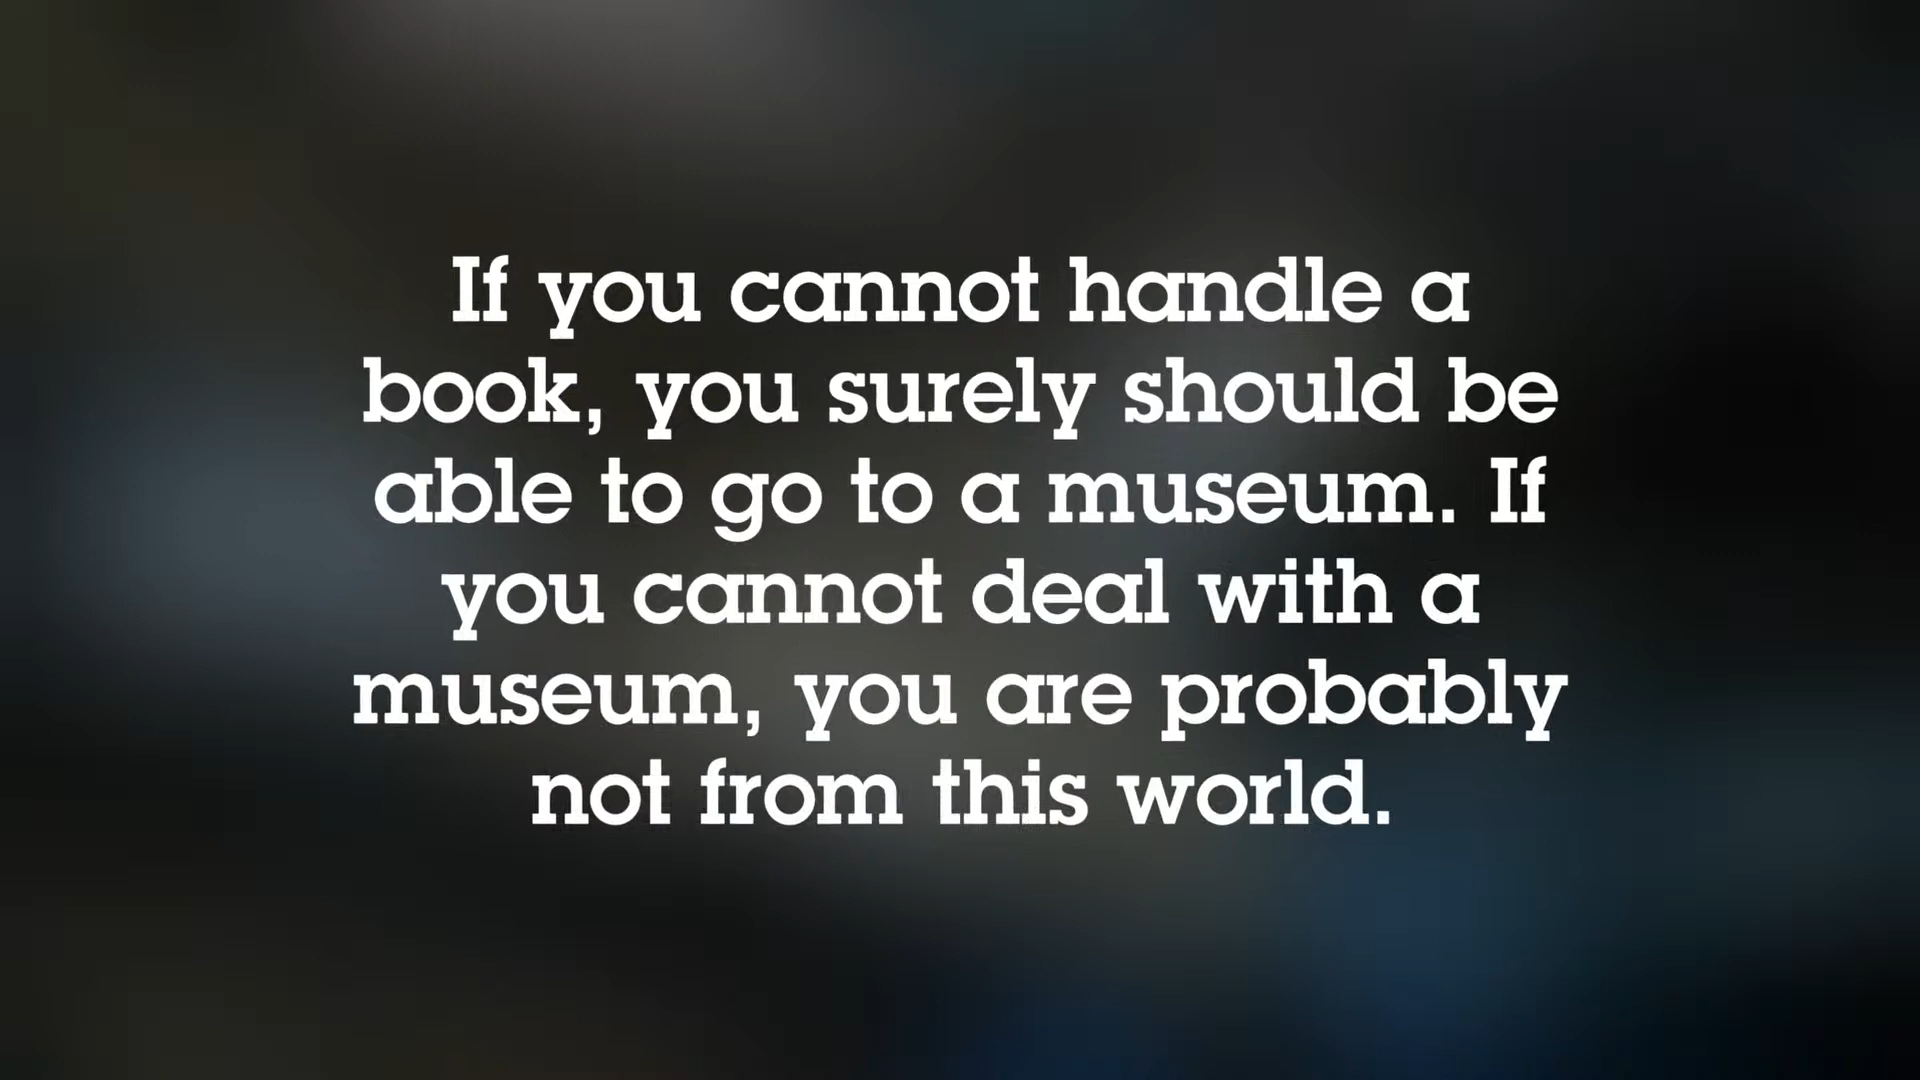 If you cannot handle a
book, you surely should be
able to go to a museum. If
you cannot deal with a
museum, you are probably
not from this world.